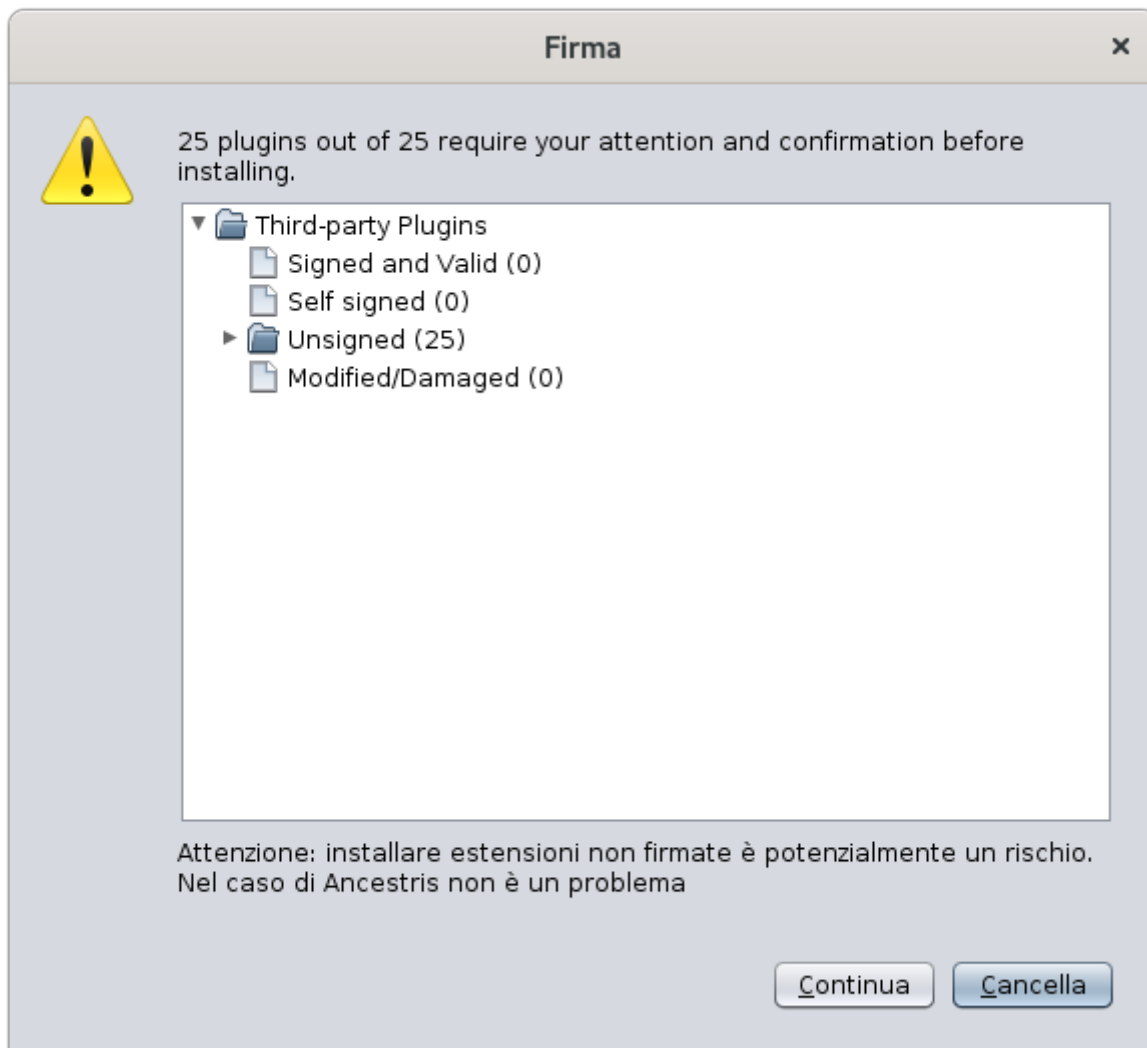 Firma
25 plugins out of 25 require your attention and confirmation before
installing.
Third-party Plugins
Signed and Valid (0)
Self signed (0)
Unsigned (25)
Modified/Damaged (0)
Attenzione: installare estensioni non firmate è potenzialmente un rischio.
Nel caso di Ancestris non è un problema
Continua
Cancella